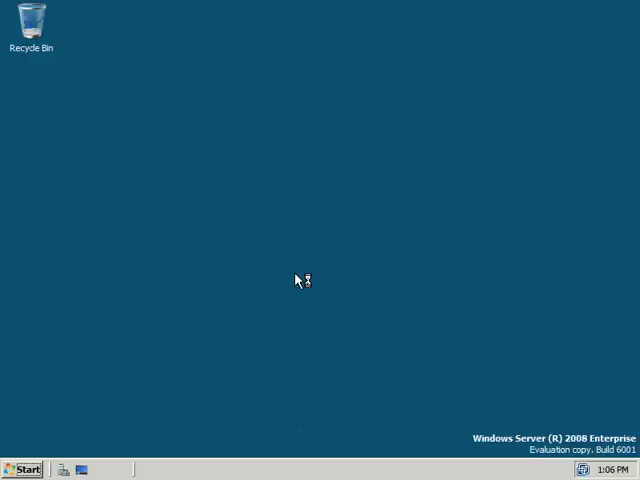 Recycle Bin
Windows Server (R) 2008 Enterprise
Evaluation copy. Build 6001
Start
1:06 PM